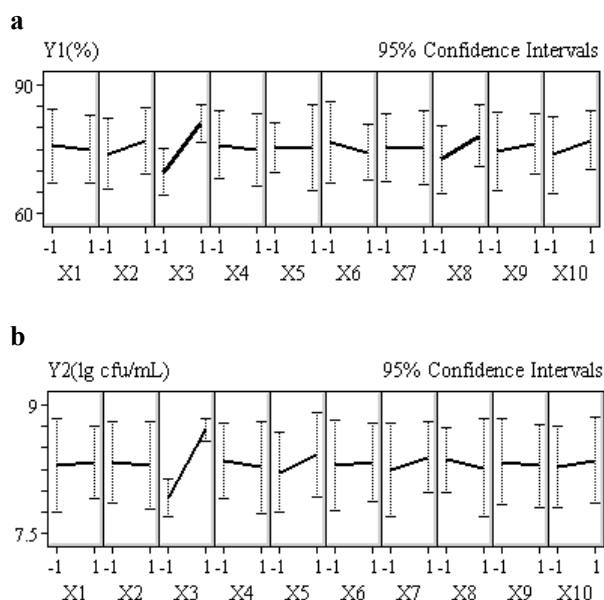 a
Y1(%) 95% Confidence Intervals
90
60
-1 1 -1 1 -1 1 -1 1 -1 1 -1 1 -1 1 -1 1 -1 1 -1 1
X1 X2 X3 X4 X5 X6 X7 X8 X9 X10
b
Y2(lg cfu/mL) 95% Confidence Intervals
9
7.5
-1 1 -1 1 -1 1 -1 1 -1 1 -1 1 -1 1 -1 1 -1 1 -1 1
X1 X2 X3 X4 X5 X6 X7 X8 X9 X10